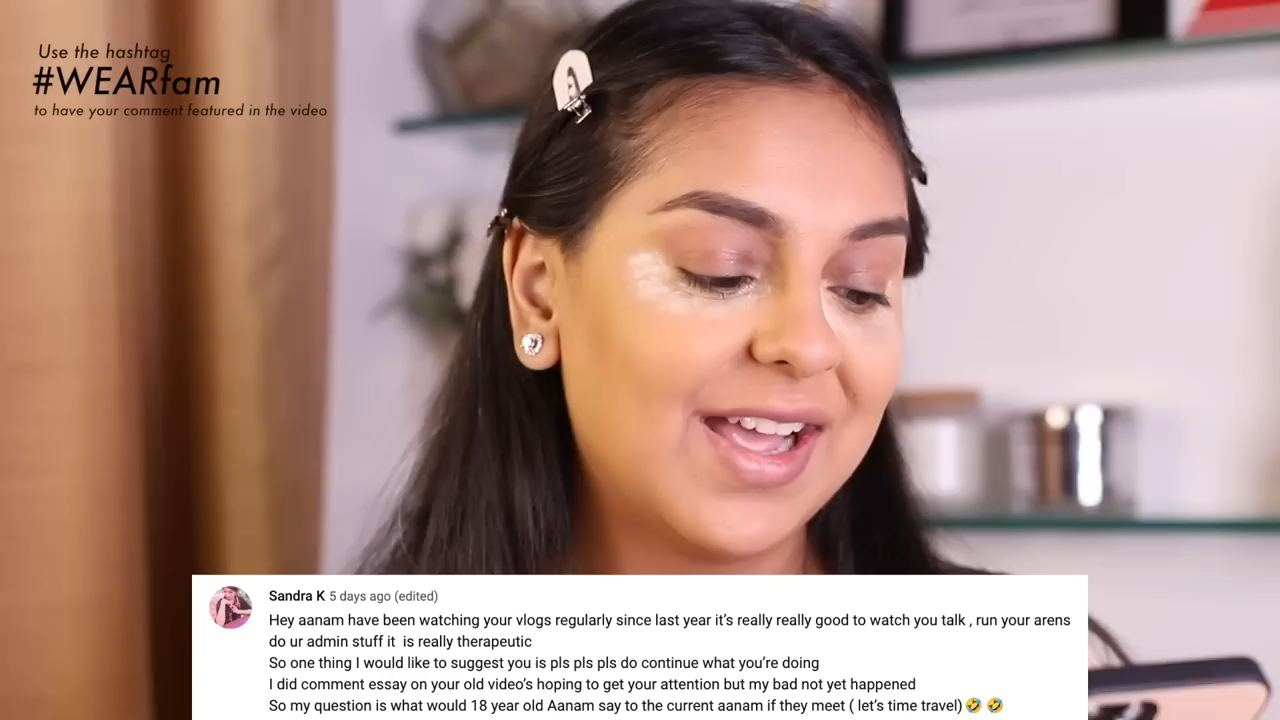 Use the hashtag
#WEARfam
to have your comment featured in the video
Sandra K 5 days ago (edited)
Hey aanam have been watching your vlogs regularly since last year it’s really really good to watch you talk , run your arens
do ur admin stuff it  is really therapeutic
So one thing I would like to suggest you is pls pls pls do continue what you’re doing
I did comment essay on your old video’s hoping to get your attention but my bad not yet happened
So my question is what would 18 year old Aanam say to the current aanam if they meet ( let’s time travel)🤣 🤣